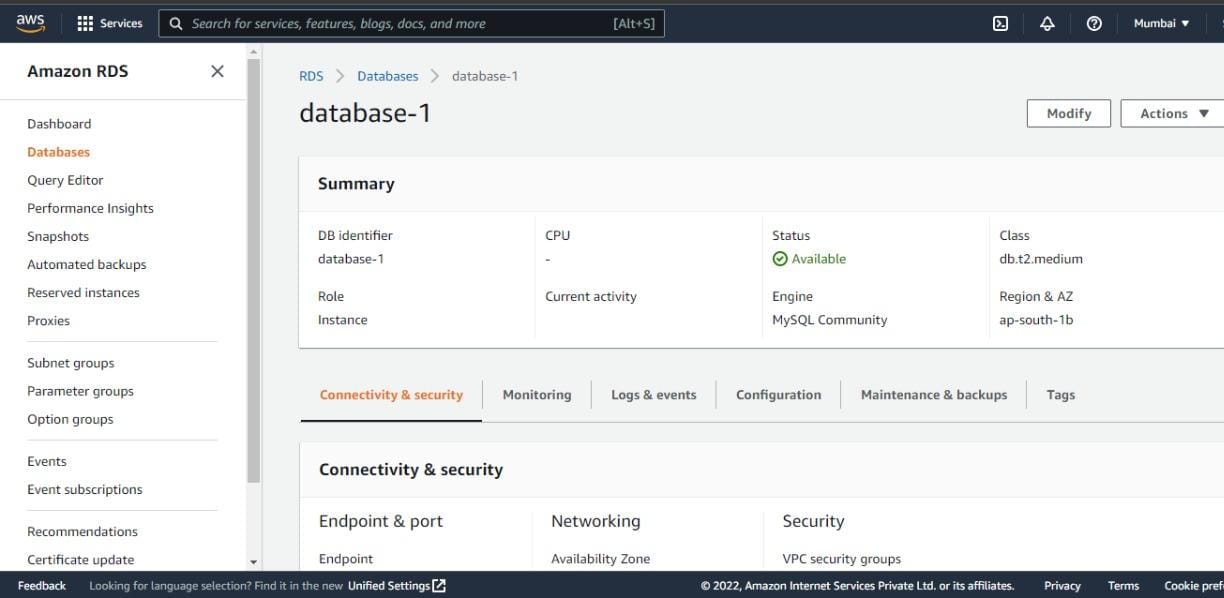 aws Services Search for services, features, blogs, docs, and more [Alt+S] Mumbai
Amazon RDS
Dashboard
Databases
Query Editor
Performance Insights
Snapshots
Automated backups
Reserved instances
Proxies
Subnet groups
Parameter groups
Option groups
Events
Event subscriptions
Recommendations
Certificate update
RDS Databases database-1
database-1
Modify Actions
Summary
DB identifier CPU Status Class
database-1 - Available db.t2.medium
Role Current activity Engine Region & AZ
Instance MySQL Community ap-south-1b
Connectivity & security Monitoring Logs & events Configuration Maintenance & backups Tags
Connectivity & security
Endpoint & port Networking Security
Endpoint Availability Zone VPC security groups
Feedback Looking for language selection? Find it in the new Unified Settings © 2022, Amazon Internet Services Private Ltd. or its affiliates. Privacy Terms Cookie pref